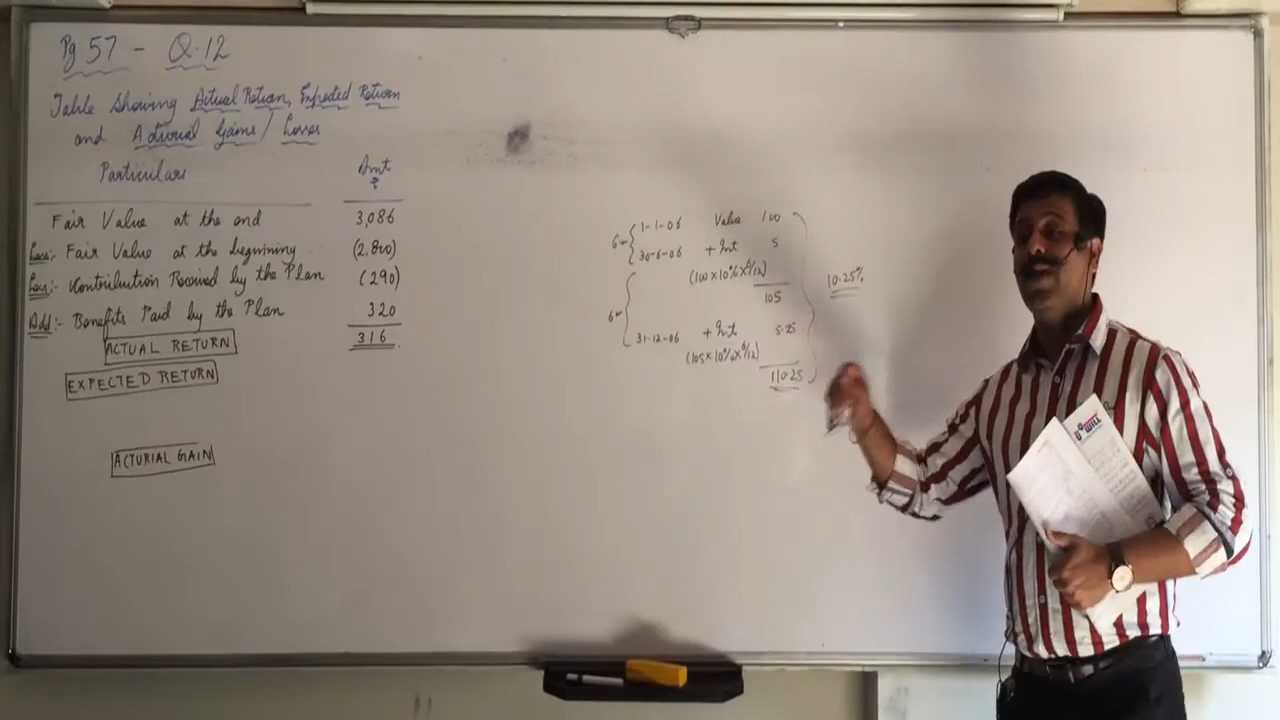 Pg 57 - Q.12
Table Showing Actual Return, Expected Return
and Acturial Gains / Losses
Particulars Amt
₹
Fair Value at the end 3,086
Less:- Fair Value at the beginning (2,800)
Less:- Contribution Received by the Plan (290)
Add:- Benefits Paid by the Plan 320
ACTUAL RETURN 316
EXPECTED RETURN
ACTURIAL GAIN
1-1-06 Value 100
6m
30-6-06 + Int 5
(100 x 10% x 6/12)
105
10.25%
6m
31-12-06 + Int 5.25
(105 x 10% x 6/12)
110.25
WILL